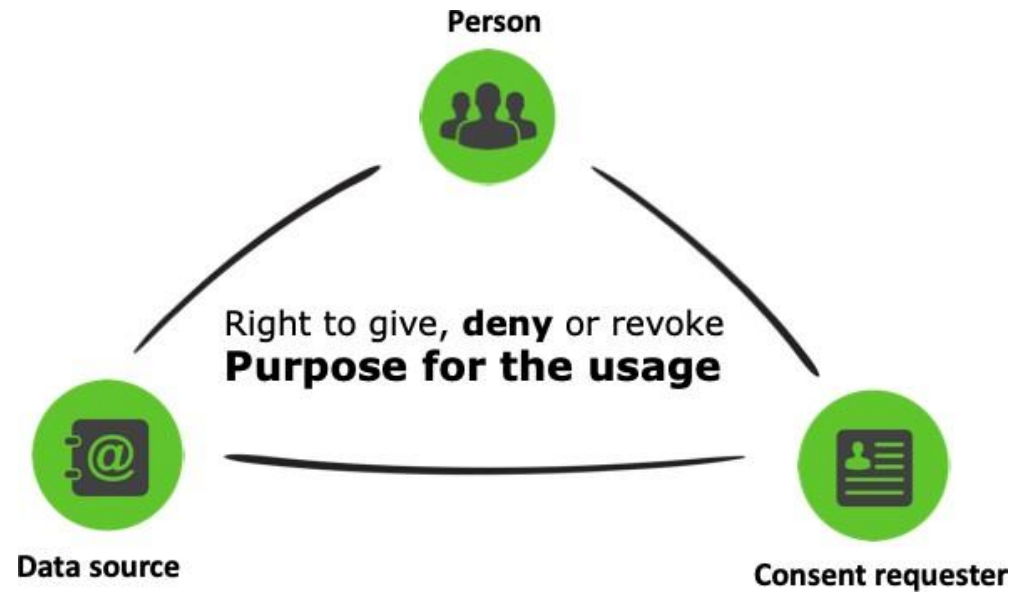 Person
Right to give, deny or revoke
Purpose for the usage
@
Data source
Consent requester